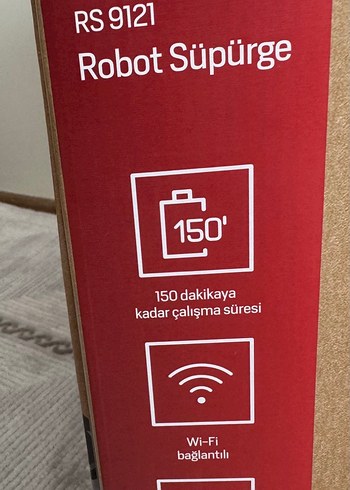 RS 9121
Robot Süpürge
150'
150 dakikaya
kadar çalışma süresi
Wi-Fi
bağlantılı